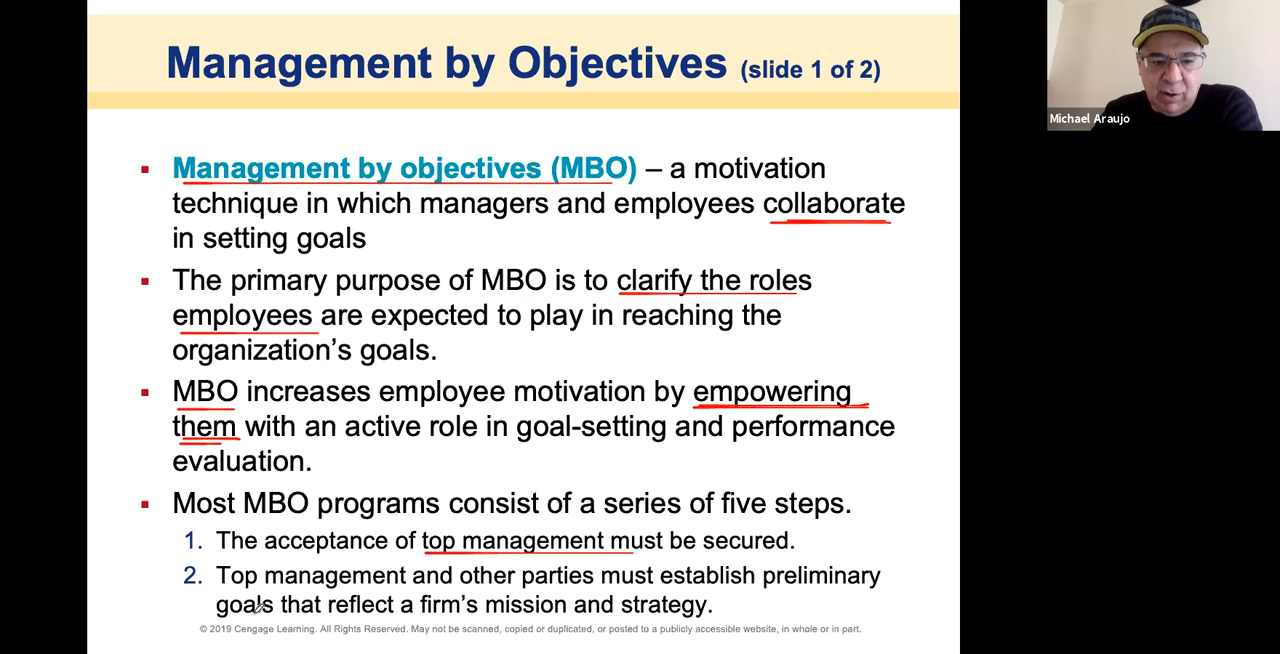 Management by Objectives (slide 1 of 2)
Michael Araujo
▪ Management by objectives (MBO) – a motivation
technique in which managers and employees collaborate
in setting goals
▪ The primary purpose of MBO is to clarify the roles
employees are expected to play in reaching the
organization’s goals.
▪ MBO increases employee motivation by empowering
them with an active role in goal-setting and performance
evaluation.
▪ Most MBO programs consist of a series of five steps.
1. The acceptance of top management must be secured.
2. Top management and other parties must establish preliminary
goals that reflect a firm’s mission and strategy.
© 2019 Cengage Learning. All Rights Reserved. May not be scanned, copied or duplicated, or posted to a publicly accessible website, in whole or in part.